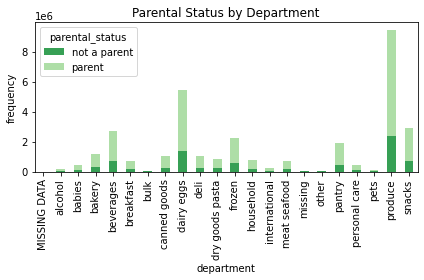 Parental Status by Department
1e6
parental_status
not a parent
parent
frequency
8
6
4
2
0
MISSING DATA
alcohol
babies
bakery
beverages
breakfast
bulk
canned goods
dairy eggs
deli
dry goods pasta
frozen
household
international
meat seafood
missing
other
pantry
personal care
pets
produce
snacks
department